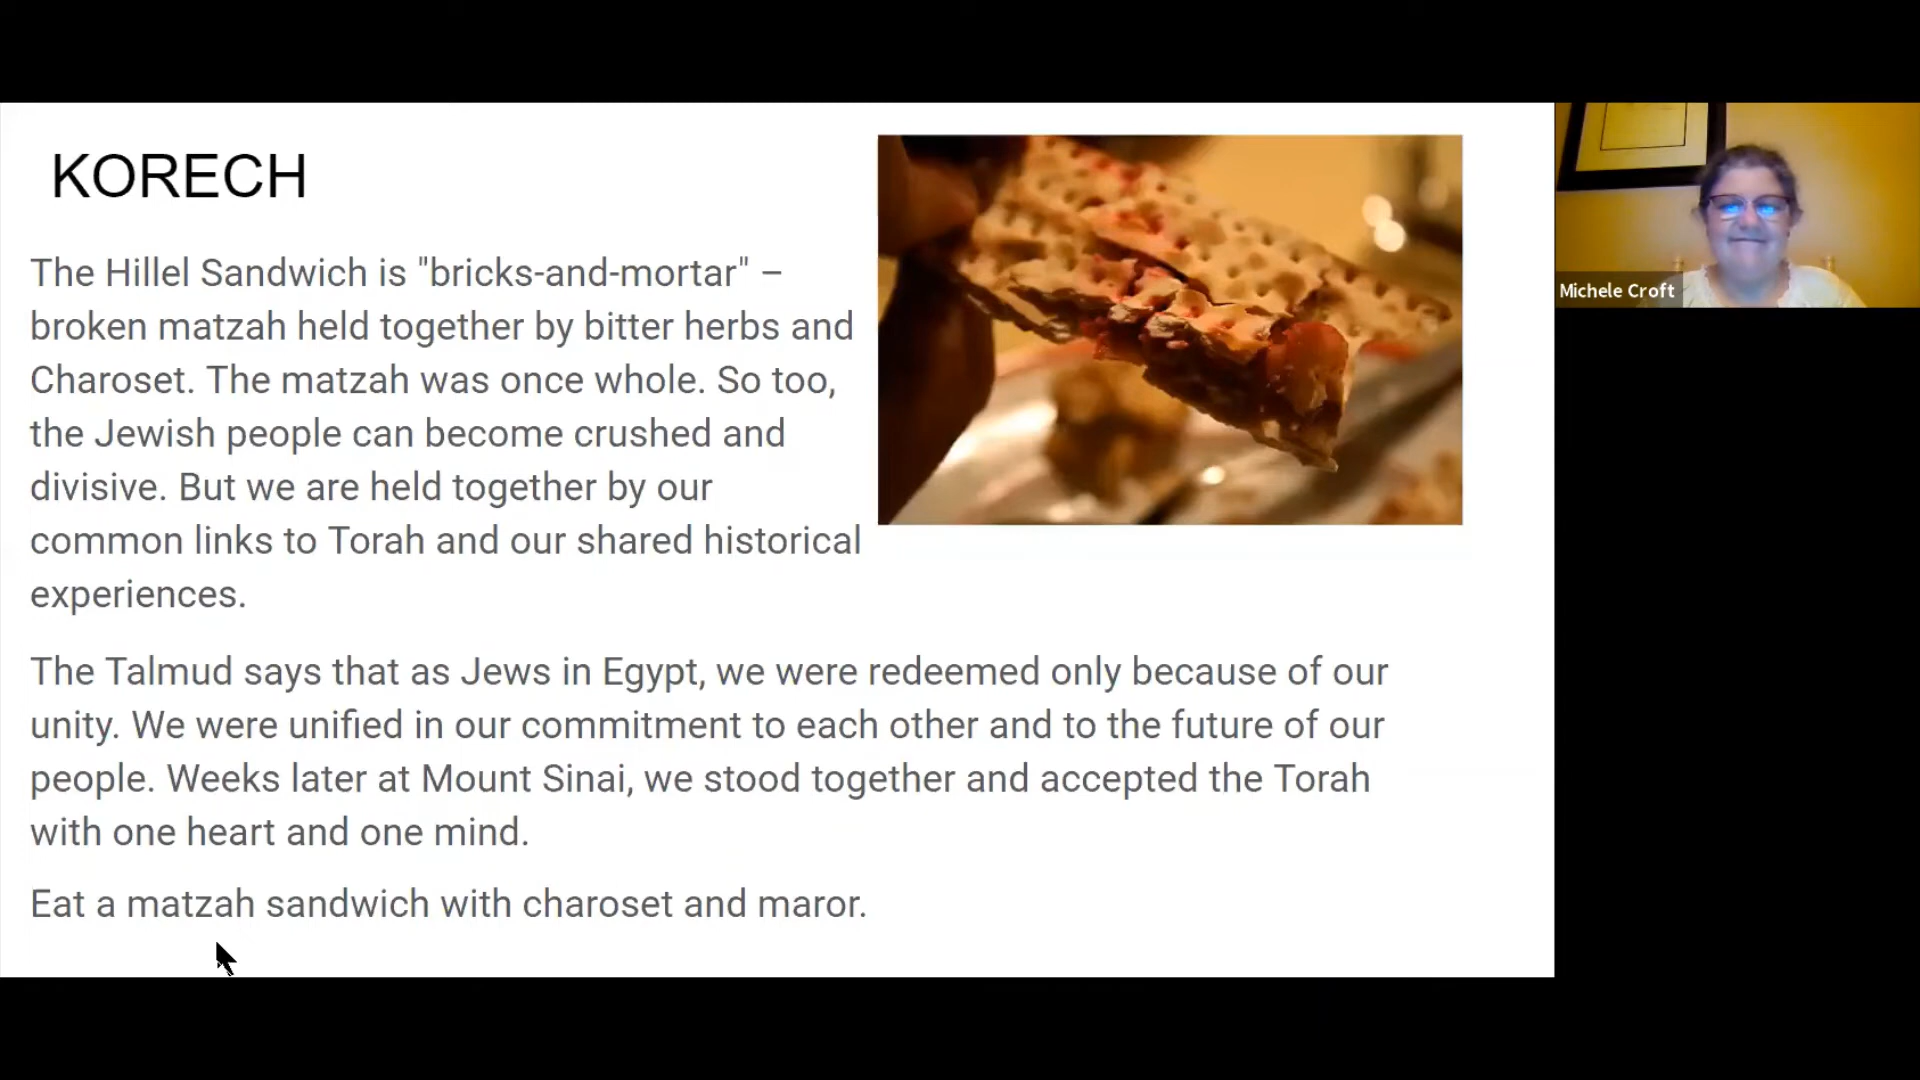 KORECH
The Hillel Sandwich is "bricks-and-mortar" –
broken matzah held together by bitter herbs and
Charoset. The matzah was once whole. So too,
the Jewish people can become crushed and
divisive. But we are held together by our
common links to Torah and our shared historical
experiences.
The Talmud says that as Jews in Egypt, we were redeemed only because of our
unity. We were unified in our commitment to each other and to the future of our
people. Weeks later at Mount Sinai, we stood together and accepted the Torah
with one heart and one mind.
Eat a matzah sandwich with charoset and maror.
Michele Croft